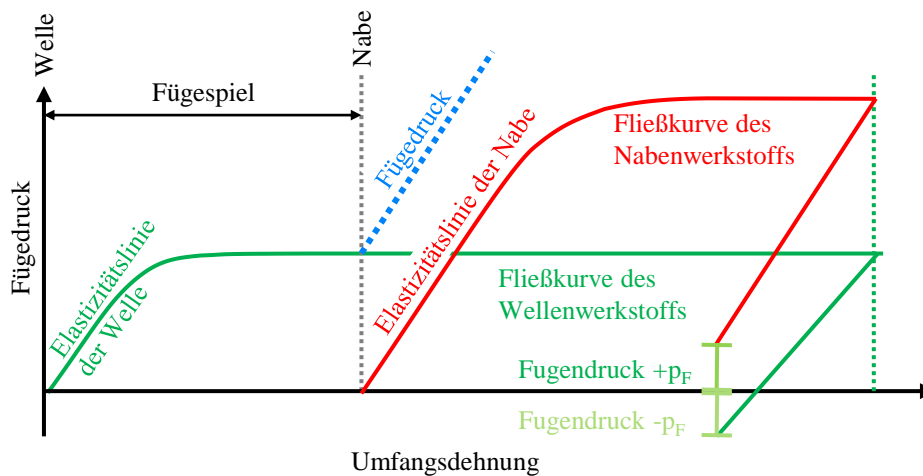 Welle
Nabe
Fügespiel
Fügedruck
Fügedruck
Elastizitätslinie
der Welle
Elastizitätslinie der Nabe
Fließkurve des
Nabenwerkstoffs
Fließkurve des
Wellenwerkstoffs
Fugendruck +pF
Fugendruck -pF
Umfangsdehnung